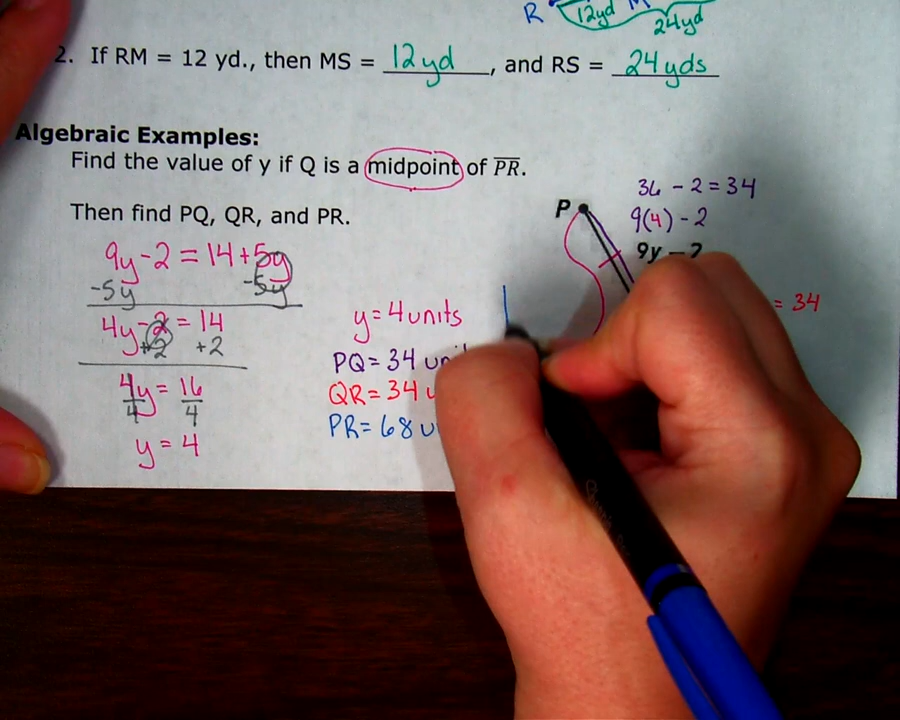 R 12yd M
24yd
2. If RM = 12 yd., then MS = 12yd, and RS = 24yds
Algebraic Examples:
Find the value of y if Q is a midpoint of PR.
Then find PQ, QR, and PR.
9y-2 = 14+5y
-5y -5y
4y-2 = 14
+2 +2
4y = 16
4 4
y = 4
y = 4units
PQ = 34
QR = 34
PR = 68
36 - 2 = 34
P 9(4) - 2
9y - 2
= 34